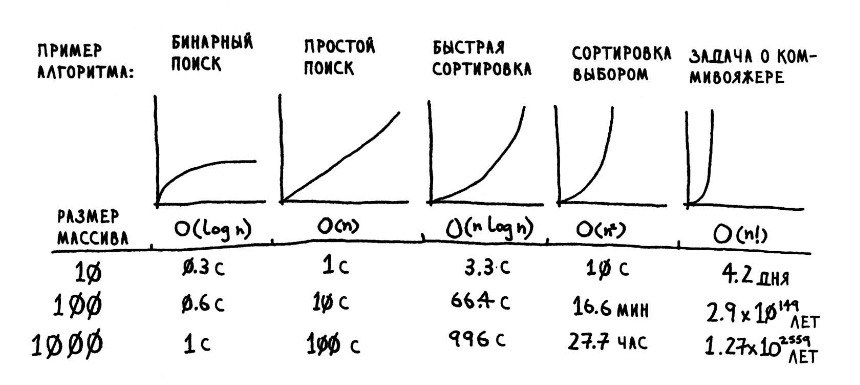 ПРИМЕР АЛГОРИТМА: БИНАРНЫЙ ПОИСК ПРОСТОЙ ПОИСК БЫСТРАЯ СОРТИРОВКА СОРТИРОВКА ВЫБОРОМ ЗАДАЧА О КОМ-МИВОЯЖЕРЕ
РАЗМЕР МАССИВА O(log n) O(n) O(n log n) O(n²) O(n!)
10 0.3 С 1 С 3.3 С 10 С 4.2 ДНЯ
100 0.6 С 10 С 66.4 С 16.6 МИН 2.9 x 10¹⁴⁹ ЛЕТ
1000 1 С 100 С 996 С 27.7 ЧАС 1.27x10²⁵⁵⁹ ЛЕТ